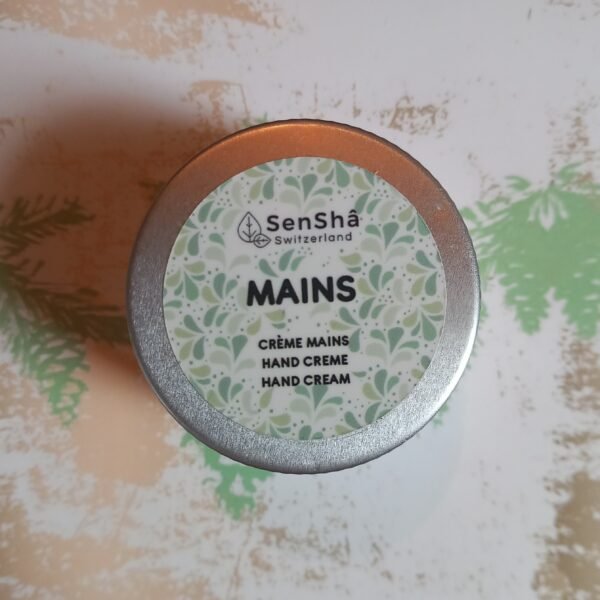 SenShâ
Switzerland
MAINS
CRÈME MAINS
HAND CREME
HAND CREAM